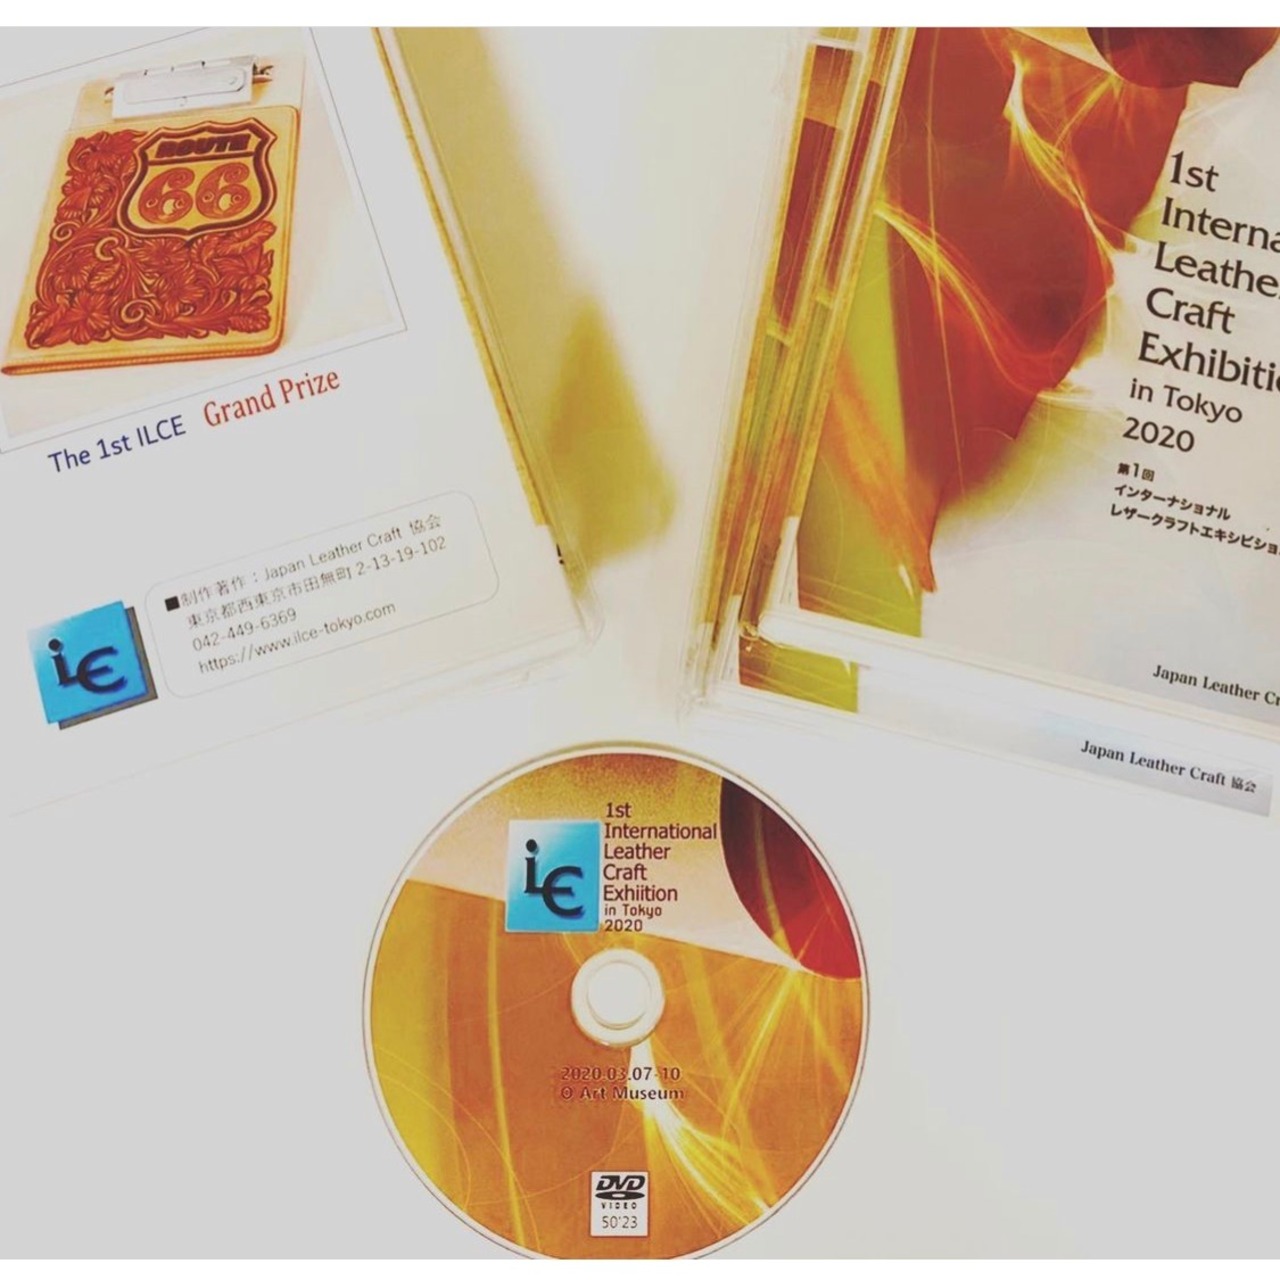 ROUTE
66
The 1st ILCE Grand Prize
■制作著作：Japan Leather Craft 協会
東京都西東京市田無町 2-13-19-102
042-449-6369
https://www.ilce-tokyo.com
iLE
1st
Interna
Leathe
Craft
Exhibiti
in Tokyo
2020
第1回
インターナショナル
レザークラフトエキシビショ
Japan Leather Cr
Japan Leather Craft 協会
iLE
1st
International
Leather
Craft
Exhiition
in Tokyo
2020
2020.03.07-10
O Art Museum
DVD
VIDEO
50'23